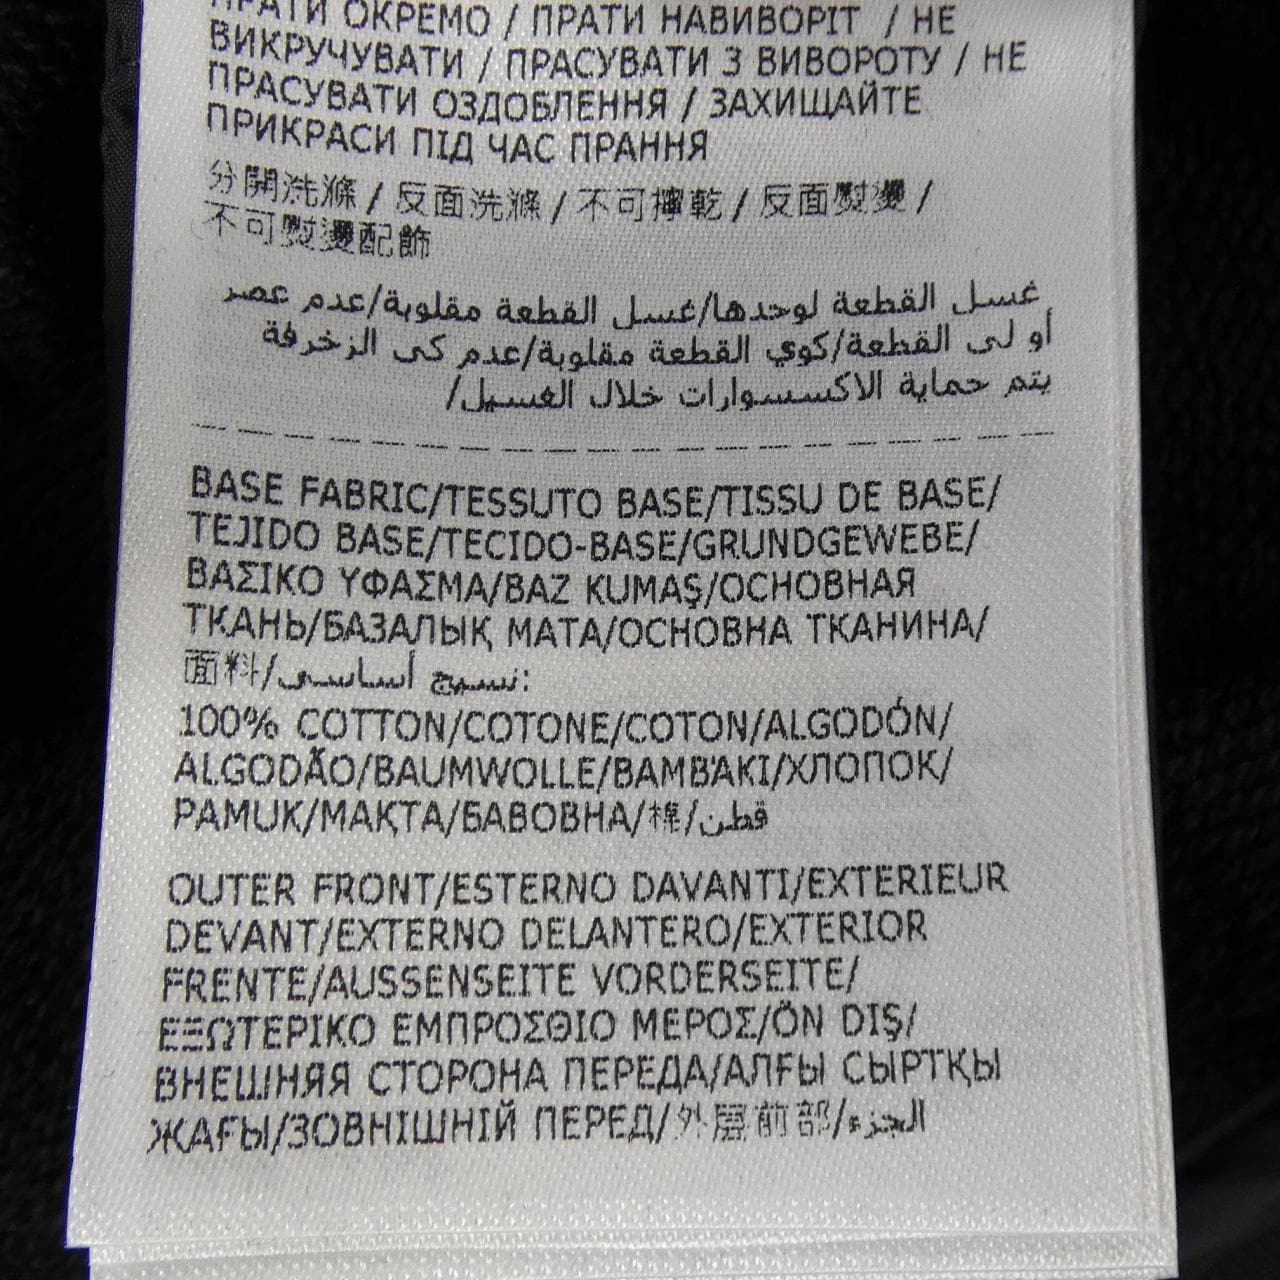 ПРАТИ ОКРЕМО / ПРАТИ НАВИВОРІТ / НЕ
ВИКРУЧУВАТИ / ПРАСУВАТИ З ВИВОРОТУ / НЕ
ПРАСУВАТИ ОЗДОБЛЕННЯ / ЗАХИЩАЙТЕ
ПРИКРАСИ ПІД ЧАС ПРАННЯ
分開洗滌 / 反面洗滌 / 不可擰乾 / 反面熨燙 /
不可熨燙配飾
غسل القطعة لوحدها/غسل القطعة مقلوبة/عدم عصر
أو لى القطعة/كوي القطعة مقلوبة/عدم كى الزخرفة
يتم حماية الاكسسوارات خلال الغسيل/
BASE FABRIC/TESSUTO BASE/TISSU DE BASE/
TEJIDO BASE/TECIDO-BASE/GRUNDGEWEBE/
ΒΑΣΙΚΟ ΥΦΑΣΜΑ/BAZ KUMAŞ/ОСНОВНАЯ
ТКАНЬ/БАЗАЛЫҚ МАТА/ОСНОВНА ТКАНИНА/
面料/نسيج أساسى:
100% COTTON/COTONE/COTON/ALGODÓN/
ALGODÃO/BAUMWOLLE/ΒΑΜΒΆΚΙ/ХЛОПОК/
PAMUK/МАҚТА/БАВОВНА/棉/قطن
OUTER FRONT/ESTERNO DAVANTI/EXTERIEUR
DEVANT/EXTERNO DELANTERO/EXTERIOR
FRENTE/AUSSENSEITE VORDERSEITE/
ΕΞΩΤΕΡΙΚΟ ΕΜΠΡΟΣΘΙΟ ΜΕΡΟΣ/ÖN DIŞ/
ВНЕШНЯЯ СТОРОНА ПЕРЕДА/АЛҒЫ СЫРТҚЫ
ЖАҒЫ/ЗОВНІШНІЙ ПЕРЕД/外層前部/الجزء